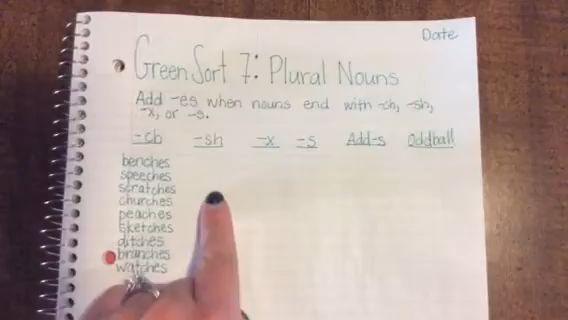 Date
Green Sort 7: Plural Nouns
Add -es when nouns end with -ch, -sh,
-x, or -s.
-ch -sh -x -s Add-s Oddball
benches
speeches
scratches
churches
peaches
sketches
ditches
branches
watches